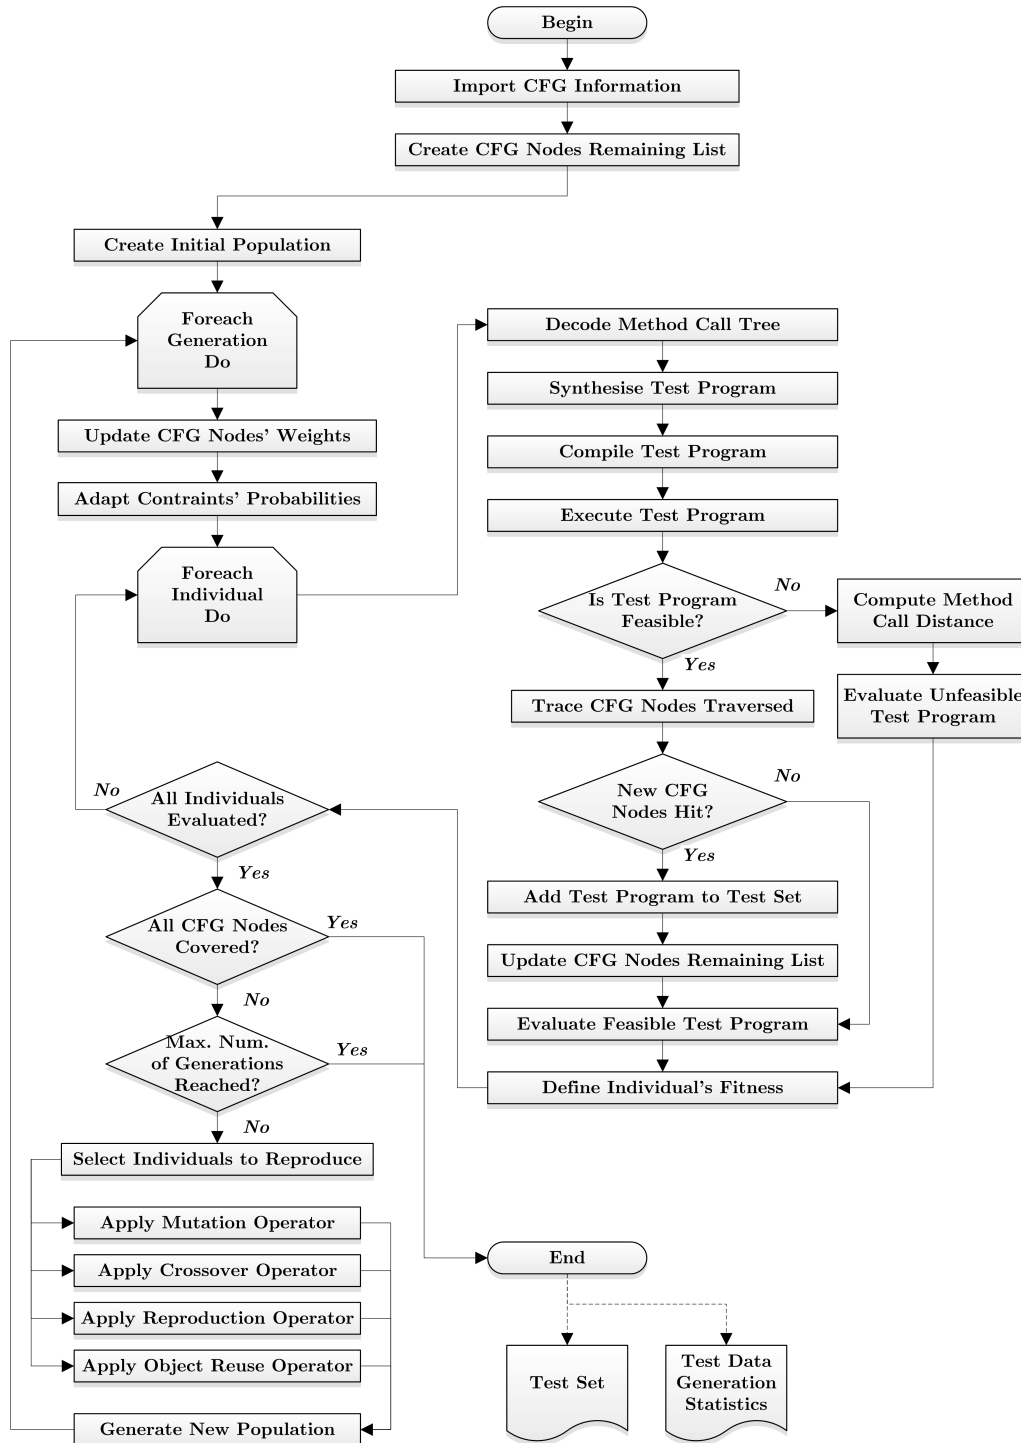 Begin
Import CFG Information
Create CFG Nodes Remaining List
Create Initial Population
Foreach
Generation
Do
Update CFG Nodes' Weights
Adapt Contraints' Probabilities
Foreach
Individual
Do
Decode Method Call Tree
Synthesise Test Program
Compile Test Program
Execute Test Program
Is Test Program
Feasible?
No
Yes
Compute Method
Call Distance
Evaluate Unfeasible
Test Program
Trace CFG Nodes Traversed
New CFG
Nodes Hit?
No
Yes
Add Test Program to Test Set
Update CFG Nodes Remaining List
Evaluate Feasible Test Program
Define Individual's Fitness
No
All Individuals
Evaluated?
Yes
All CFG Nodes
Covered?
Yes
No
Max. Num.
of Generations
Reached?
Yes
No
Select Individuals to Reproduce
Apply Mutation Operator
Apply Crossover Operator
Apply Reproduction Operator
Apply Object Reuse Operator
Generate New Population
End
Test Set
Test Data
Generation
Statistics